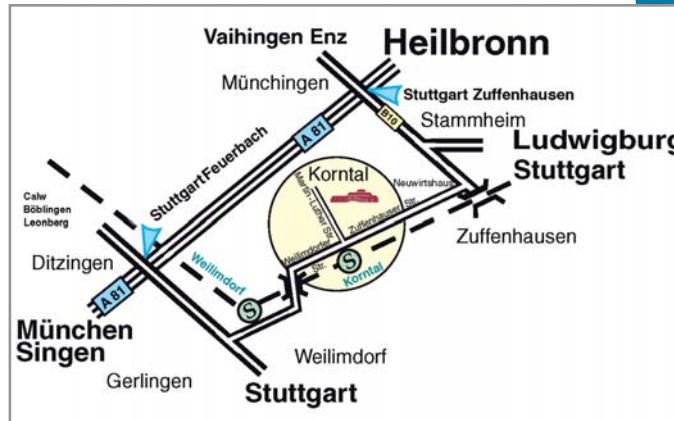 Vaihingen Enz
Heilbronn
Münchingen
Stuttgart Zuffenhausen
B10
Stammheim
A 81
Ludwigburg
Stuttgart
Stuttgart Feuerbach
Korntal
Neuwirtshaus
Martin-Luther Str.
Zuffenhauser Str.
Zuffenhausen
Calw
Böblingen
Leonberg
Ditzingen
Weilimdorf
Weilimdorfer
Str.
S
Korntal
S
A 81
München
Singen
Weilimdorf
Gerlingen
Stuttgart